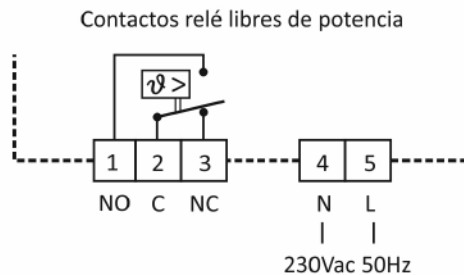 Contactos relé libres de potencia
ϑ >
1 2 3 4 5
NO C NC N L
230Vac 50Hz